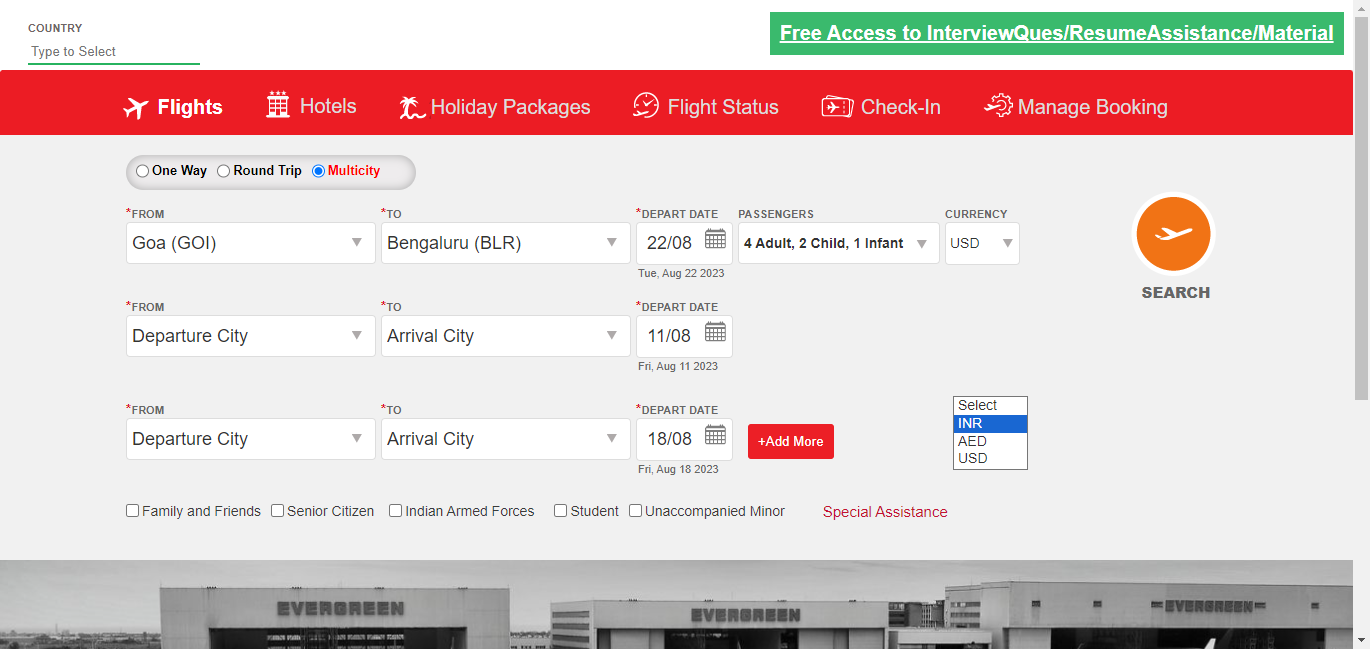 COUNTRY
Type to Select
Free Access to InterviewQues/ResumeAssistance/Material
Flights Hotels Holiday Packages Flight Status Check-In Manage Booking
One Way Round Trip Multicity
*FROM *TO *DEPART DATE PASSENGERS CURRENCY
Goa (GOI) Bengaluru (BLR) 22/08 4 Adult, 2 Child, 1 Infant USD
Tue, Aug 22 2023
SEARCH
*FROM *TO *DEPART DATE
Departure City Arrival City 11/08
Fri, Aug 11 2023
*FROM *TO *DEPART DATE
Departure City Arrival City 18/08 +Add More
Fri, Aug 18 2023
Select
INR
AED
USD
Family and Friends Senior Citizen Indian Armed Forces Student Unaccompanied Minor Special Assistance
EVERGREEN EVERGREEN EVERGREEN